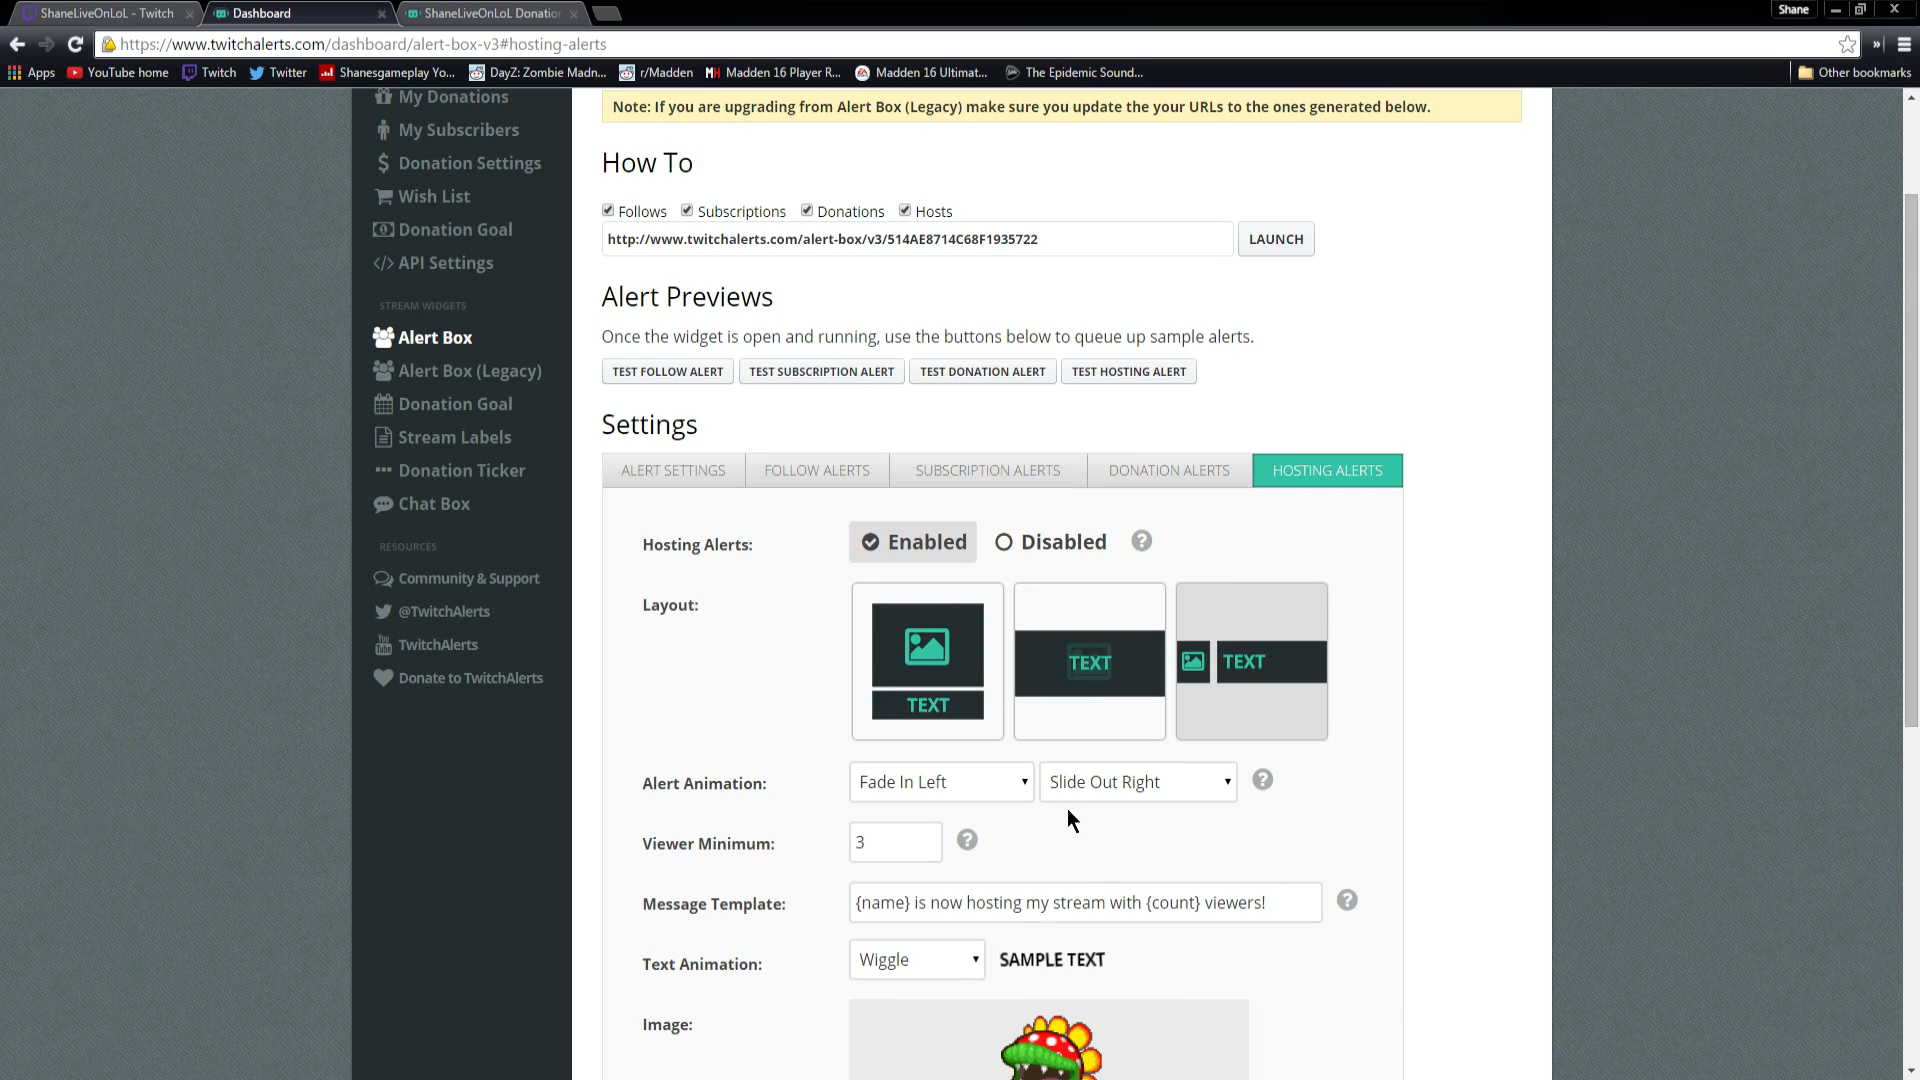 ShaneLiveOnLoL - Twitch
Dashboard
ShaneLiveOnLoL Donation
Shane
https://www.twitchalerts.com/dashboard/alert-box-v3#hosting-alerts
Apps
YouTube home
Twitch
Twitter
Shanesgameplay Yo...
DayZ: Zombie Madn...
r/Madden
Madden 16 Player R...
Madden 16 Ultimat...
The Epidemic Sound...
Other bookmarks
My Donations
My Subscribers
Donation Settings
Wish List
Donation Goal
API Settings
STREAM WIDGETS
Alert Box
Alert Box (Legacy)
Donation Goal
Stream Labels
Donation Ticker
Chat Box
RESOURCES
Community & Support
@TwitchAlerts
TwitchAlerts
Donate to TwitchAlerts
Note: If you are upgrading from Alert Box (Legacy) make sure you update the your URLs to the ones generated below.
How To
Follows Subscriptions Donations Hosts
http://www.twitchalerts.com/alert-box/v3/514AE8714C68F1935722
LAUNCH
Alert Previews
Once the widget is open and running, use the buttons below to queue up sample alerts.
TEST FOLLOW ALERT TEST SUBSCRIPTION ALERT TEST DONATION ALERT TEST HOSTING ALERT
Settings
ALERT SETTINGS FOLLOW ALERTS SUBSCRIPTION ALERTS DONATION ALERTS HOSTING ALERTS
Hosting Alerts: Enabled Disabled ?
Layout:
TEXT
TEXT
TEXT
Alert Animation: Fade In Left Slide Out Right ?
Viewer Minimum: 3 ?
Message Template: {name} is now hosting my stream with {count} viewers! ?
Text Animation: Wiggle SAMPLE TEXT
Image: